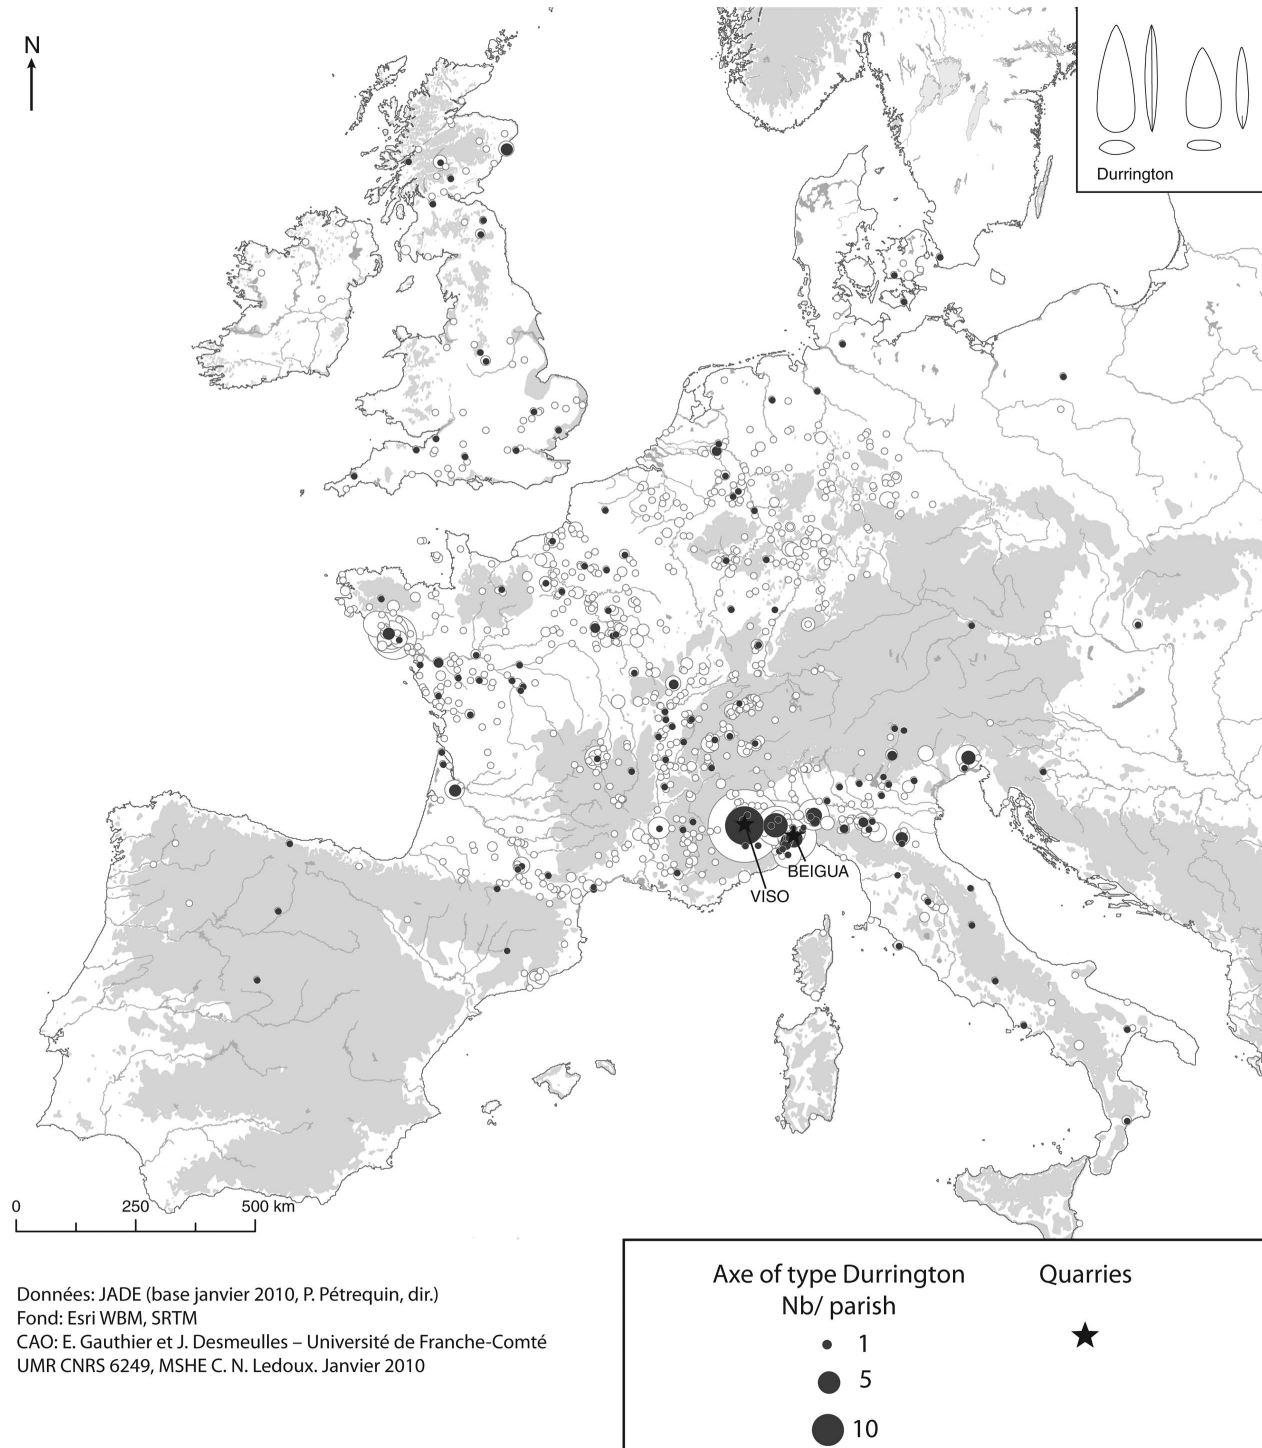 N
Durrington
BEIGUA
VISO
0 250 500 km
Données: JADE (base janvier 2010, P. Pétrequin, dir.)
Fond: Esri WBM, SRTM
CAO: E. Gauthier et J. Desmeulles – Université de Franche-Comté
UMR CNRS 6249, MSHE C. N. Ledoux. Janvier 2010
Axe of type Durrington
Nb/ parish
1
5
10
Quarries